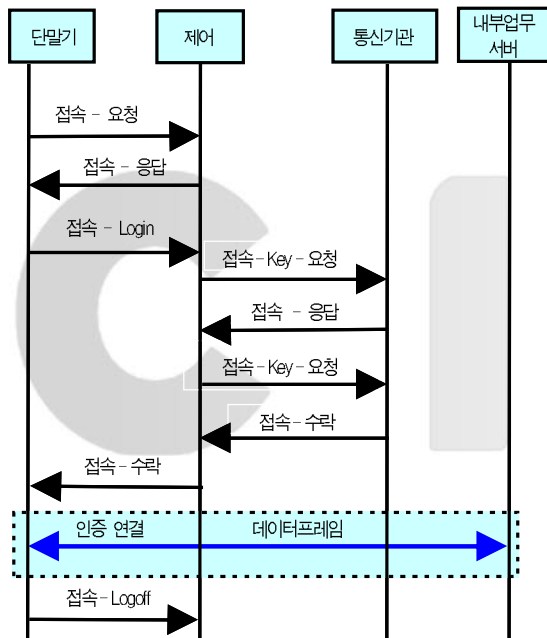 단말기
제어
통신기관
내부업무
서버
접속 - 요청
접속 - 응답
접속 - Login
접속-Key-요청
접속 - 응답
접속-Key-요청
접속-수락
접속-수락
인증 연결
데이터프레임
접속-Logoff